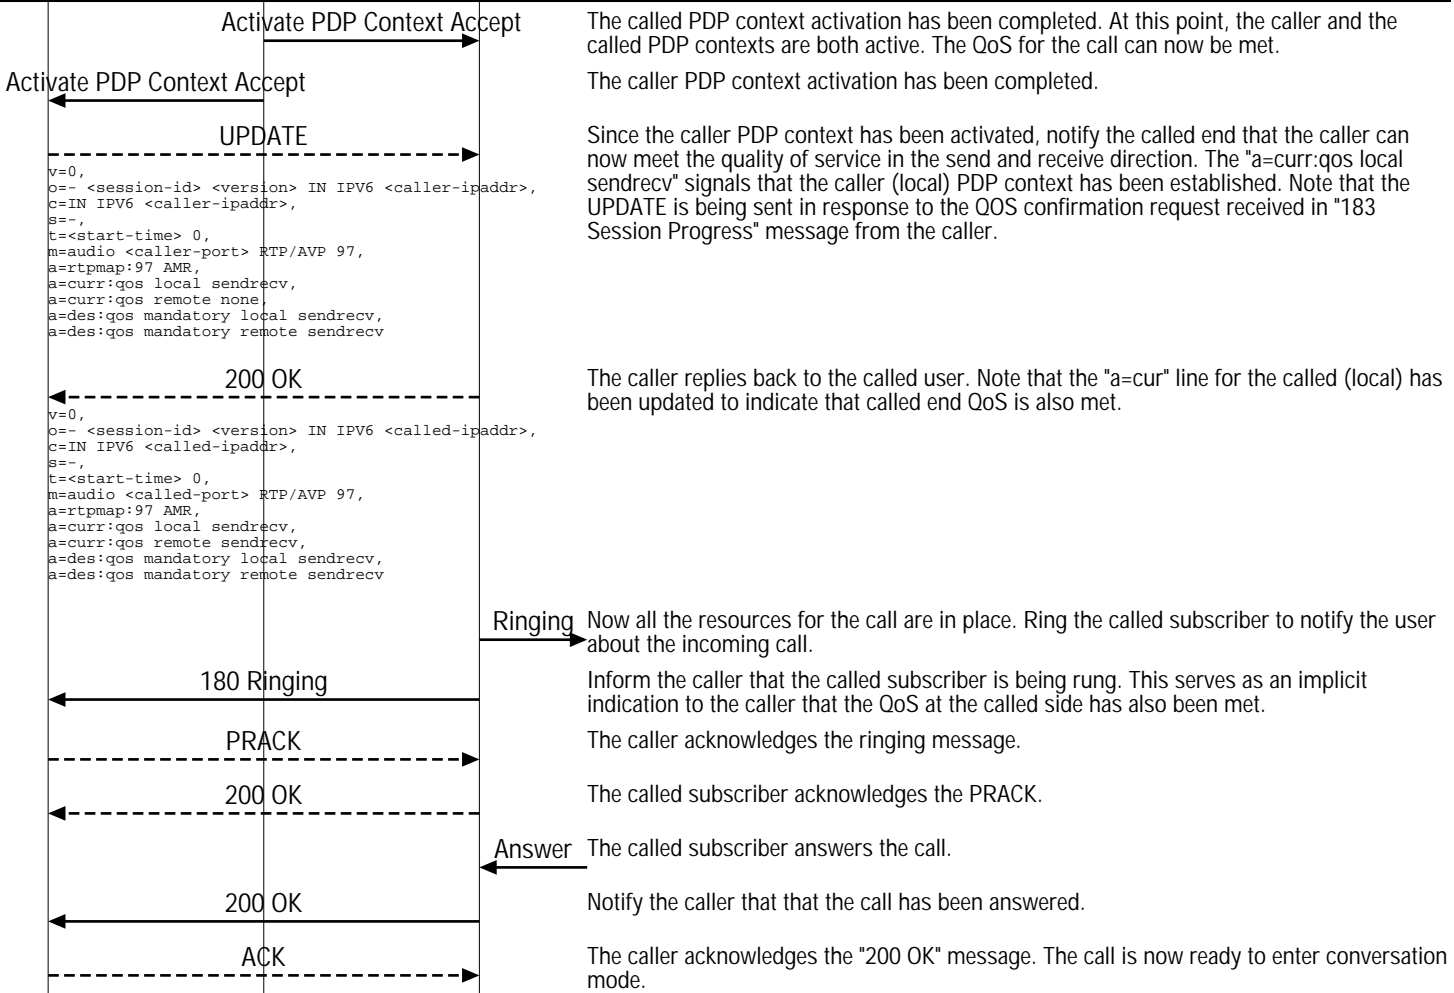 Activate PDP Context Accept
The called PDP context activation has been completed. At this point, the caller and the
called PDP contexts are both active. The QoS for the call can now be met.
Activate PDP Context Accept
The caller PDP context activation has been completed.
UPDATE
Since the caller PDP context has been activated, notify the called end that the caller can
now meet the quality of service in the send and receive direction. The "a=curr:qos local
sendrecv" signals that the caller (local) PDP context has been established. Note that the
UPDATE is being sent in response to the QOS confirmation request received in "183
Session Progress" message from the caller.
v=0,
o=- <session-id> <version> IN IPV6 <caller-ipaddr>,
c=IN IPV6 <caller-ipaddr>,
s=-,
t=<start-time> 0,
m=audio <caller-port> RTP/AVP 97,
a=rtpmap:97 AMR,
a=curr:qos local sendrecv,
a=curr:qos remote none,
a=des:qos mandatory local sendrecv,
a=des:qos mandatory remote sendrecv
200 OK
The caller replies back to the called user. Note that the "a=cur" line for the called (local) has
been updated to indicate that called end QoS is also met.
v=0,
o=- <session-id> <version> IN IPV6 <called-ipaddr>,
c=IN IPV6 <called-ipaddr>,
s=-,
t=<start-time> 0,
m=audio <called-port> RTP/AVP 97,
a=rtpmap:97 AMR,
a=curr:qos local sendrecv,
a=curr:qos remote sendrecv,
a=des:qos mandatory local sendrecv,
a=des:qos mandatory remote sendrecv
Ringing
Now all the resources for the call are in place. Ring the called subscriber to notify the user
about the incoming call.
180 Ringing
Inform the caller that the called subscriber is being rung. This serves as an implicit
indication to the caller that the QoS at the called side has also been met.
PRACK
The caller acknowledges the ringing message.
200 OK
The called subscriber acknowledges the PRACK.
Answer
The called subscriber answers the call.
200 OK
Notify the caller that that the call has been answered.
ACK
The caller acknowledges the "200 OK" message. The call is now ready to enter conversation
mode.